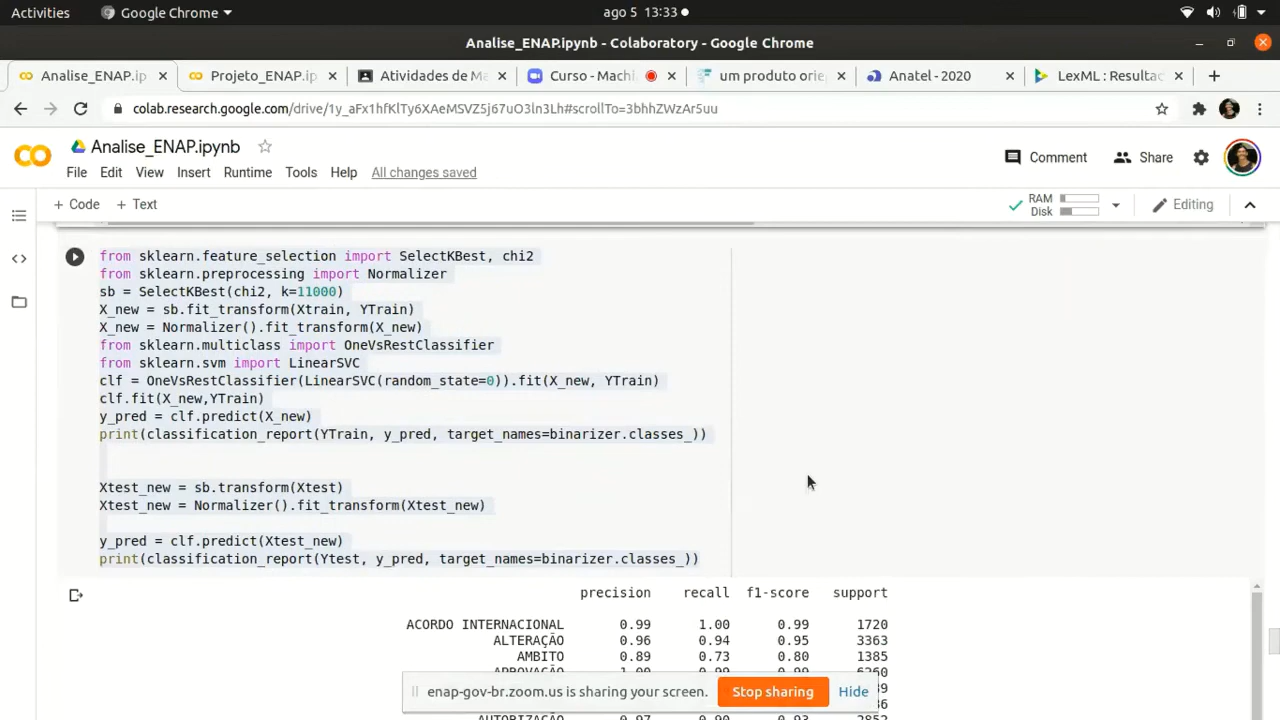 Activities
Google Chrome
ago 5 13:33
Analise_ENAP.ipynb - Colaboratory - Google Chrome
Analise_ENAP.ip
Projeto_ENAP.ip
Atividades de M
Curso - Machi
um produto orie
Anatel - 2020
LexML : Resulta
colab.research.google.com/drive/1y_aFx1hfKlTy6XAeMSVZ5j67uO3ln3Lh#scrollTo=3bhhZWzAr5uu
Analise_ENAP.ipynb
Comment
Share
File Edit View Insert Runtime Tools Help All changes saved
+ Code + Text
RAM
Disk
Editing
from sklearn.feature_selection import SelectKBest, chi2
from sklearn.preprocessing import Normalizer
sb = SelectKBest(chi2, k=11000)
X_new = sb.fit_transform(Xtrain, YTrain)
X_new = Normalizer().fit_transform(X_new)
from sklearn.multiclass import OneVsRestClassifier
from sklearn.svm import LinearSVC
clf = OneVsRestClassifier(LinearSVC(random_state=0)).fit(X_new, YTrain)
clf.fit(X_new,YTrain)
y_pred = clf.predict(X_new)
print(classification_report(YTrain, y_pred, target_names=binarizer.classes_))
Xtest_new = sb.transform(Xtest)
Xtest_new = Normalizer().fit_transform(Xtest_new)
y_pred = clf.predict(Xtest_new)
print(classification_report(Ytest, y_pred, target_names=binarizer.classes_))
precision recall f1-score support
ACORDO INTERNACIONAL 0.99 1.00 0.99 1720
ALTERAÇÃO 0.96 0.94 0.95 3363
AMBITO 0.89 0.73 0.80 1385
enap-gov-br.zoom.us is sharing your screen.
Stop sharing
Hide